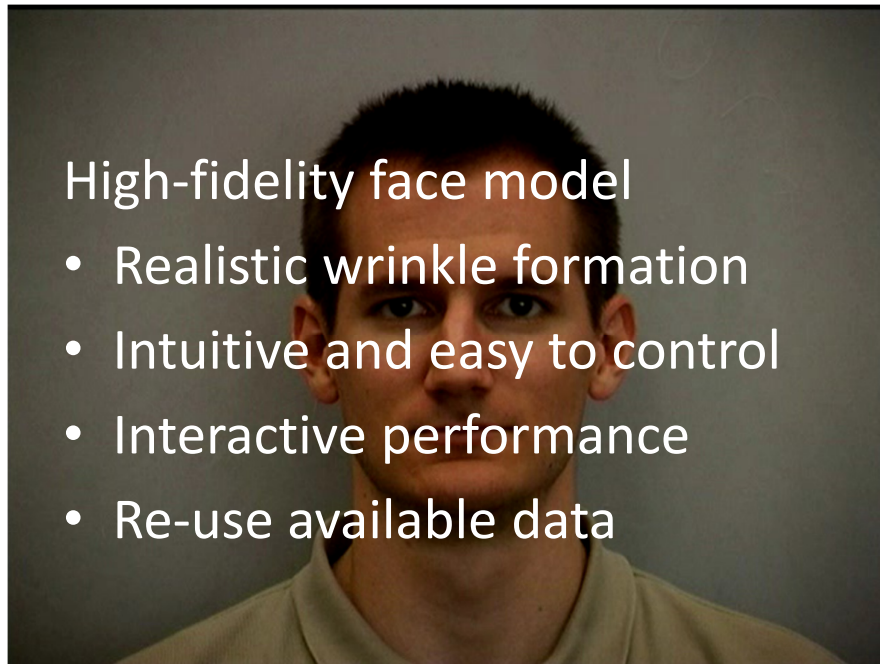 High-fidelity face model
• Realistic wrinkle formation
• Intuitive and easy to control
• Interactive performance
• Re-use available data